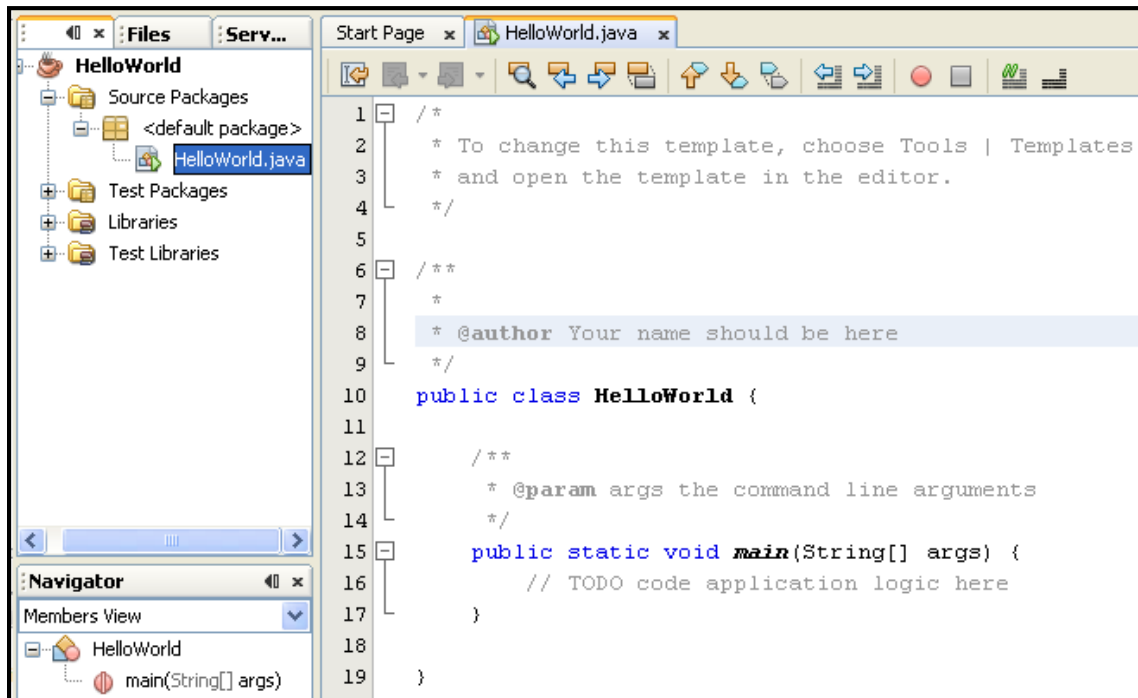 Files
Serv...
HelloWorld
Source Packages
<default package>
HelloWorld.java
Test Packages
Libraries
Test Libraries
Navigator
Members View
HelloWorld
main(String[] args)
Start Page
HelloWorld.java
1 /*
2  * To change this template, choose Tools | Templates
3  * and open the template in the editor.
4  */
5
6 /**
7  *
8  * @author Your name should be here
9  */
10 public class HelloWorld {
11
12     /**
13      * @param args the command line arguments
14      */
15     public static void main(String[] args) {
16         // TODO code application logic here
17     }
18
19 }